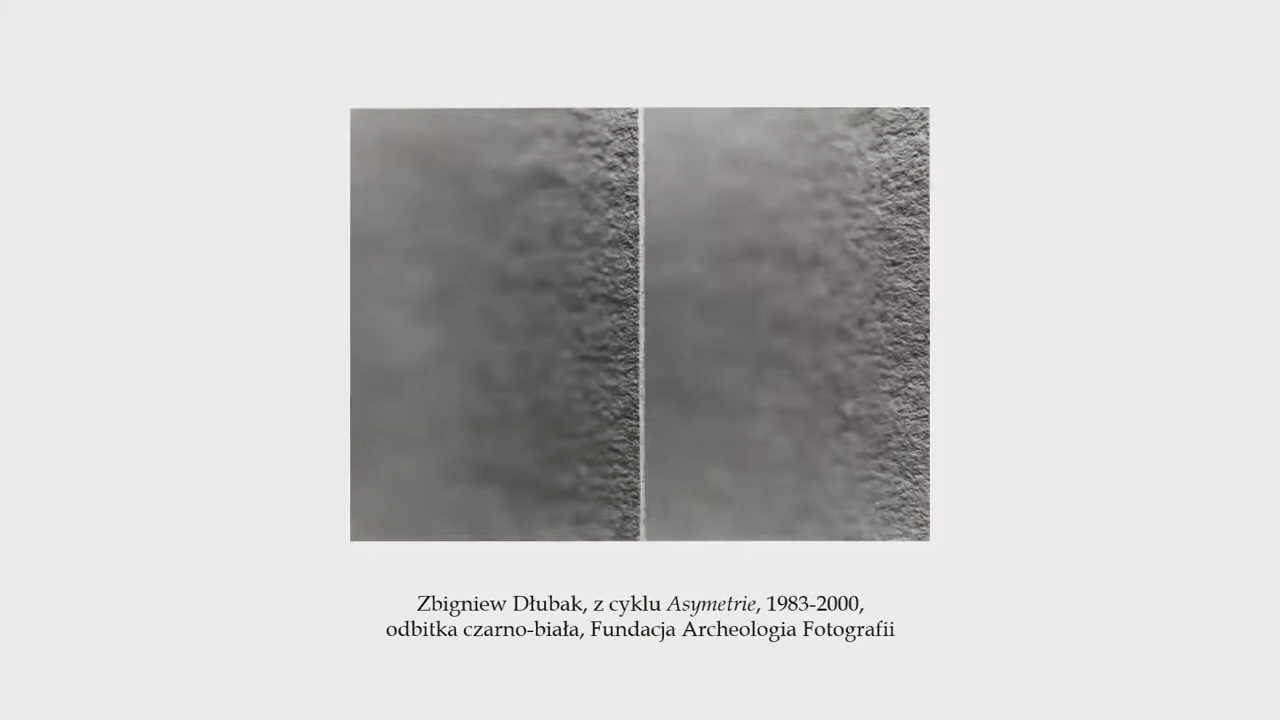 Zbigniew Dłubak, z cyklu Asymetrie, 1983-2000,
odbitka czarno-biała, Fundacja Archeologia Fotografii